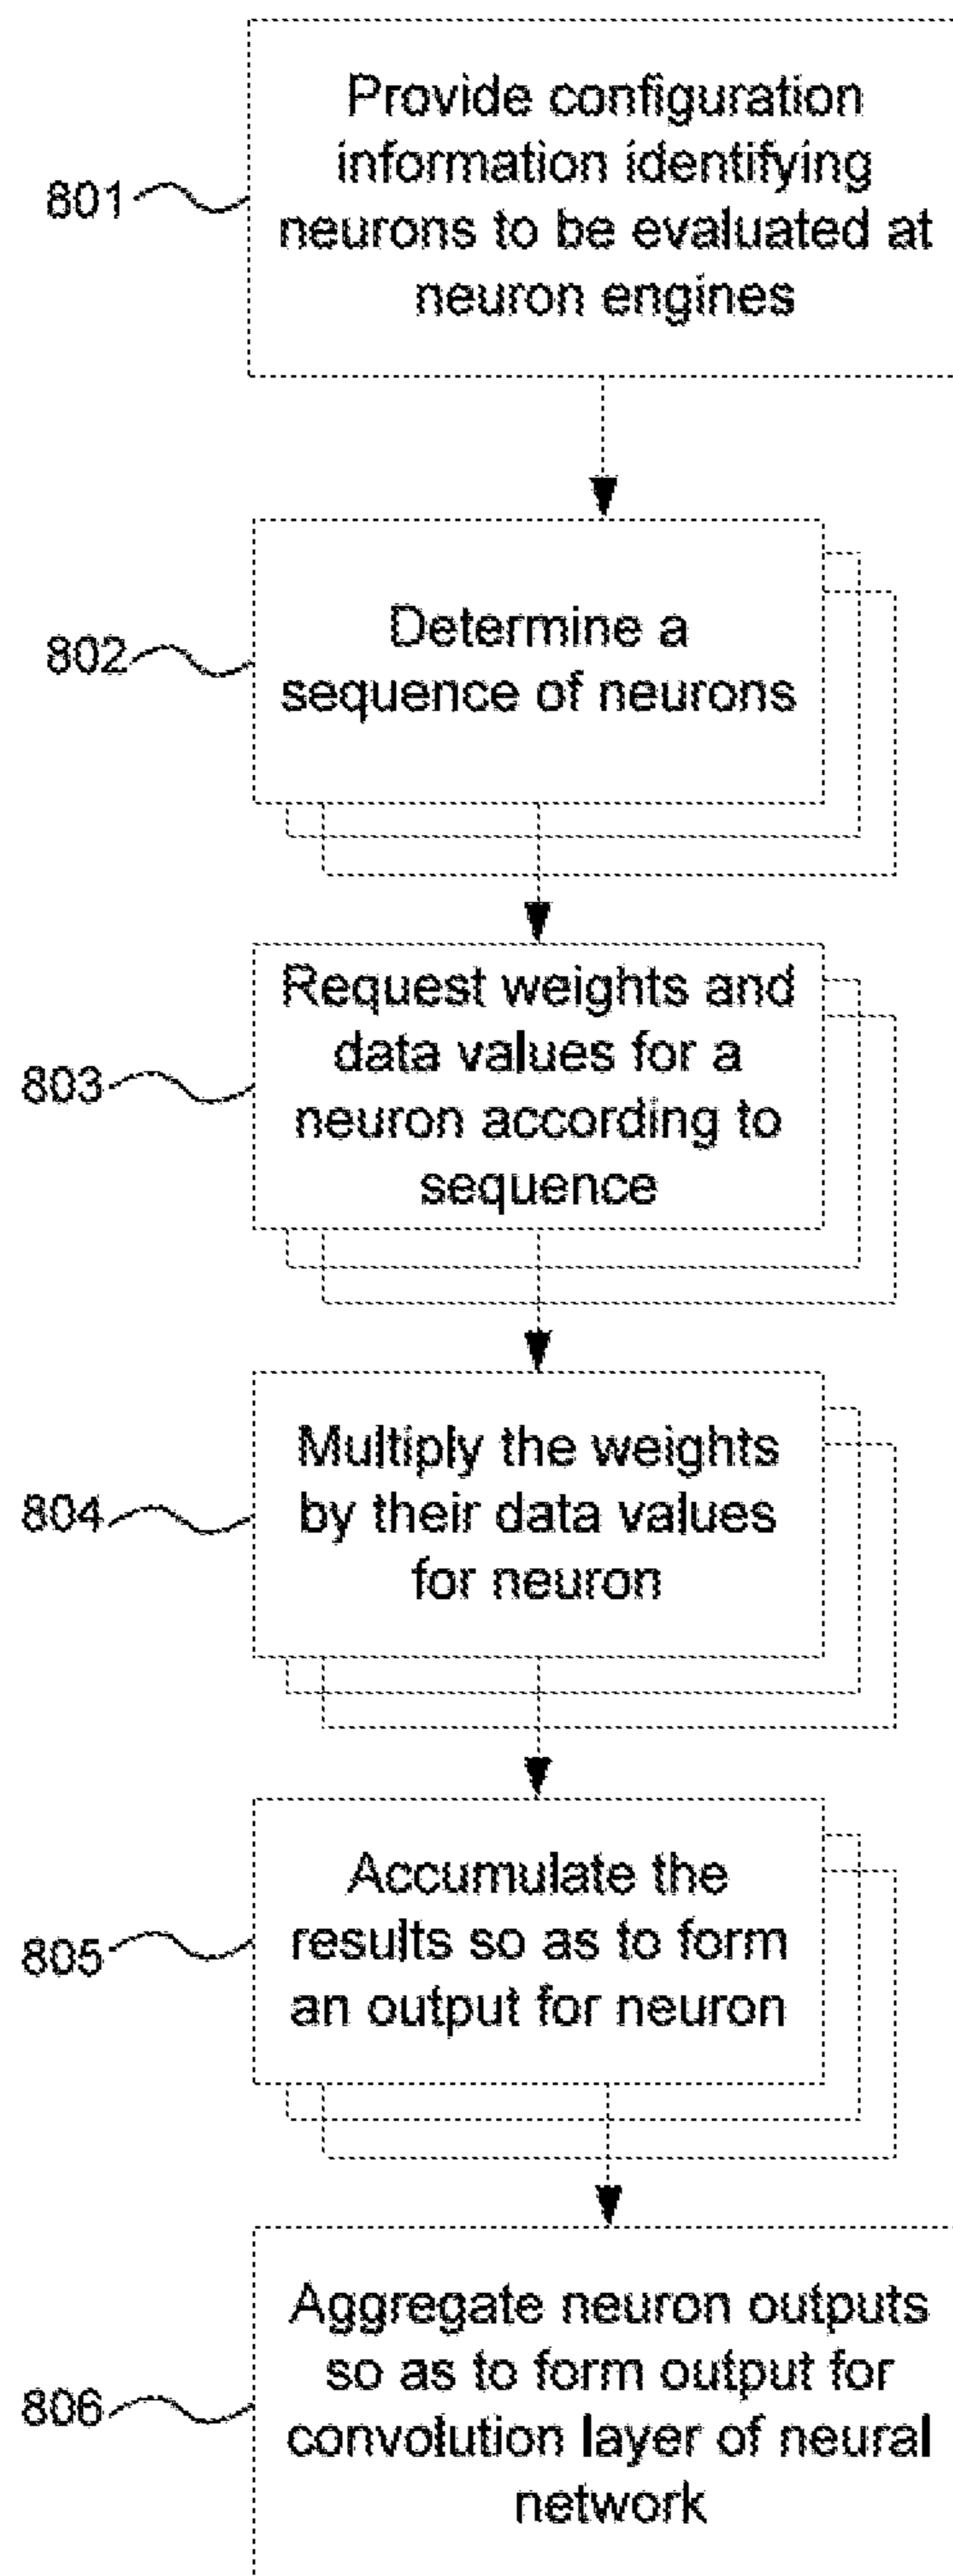 801
Provide configuration
information identifying
neurons to be evaluated at
neuron engines
802
Determine a
sequence of neurons
803
Request weights and
data values for a
neuron according to
sequence
804
Multiply the weights
by their data values
for neuron
805
Accumulate the
results so as to form
an output for neuron
806
Aggregate neuron outputs
so as to form output for
convolution layer of neural
network